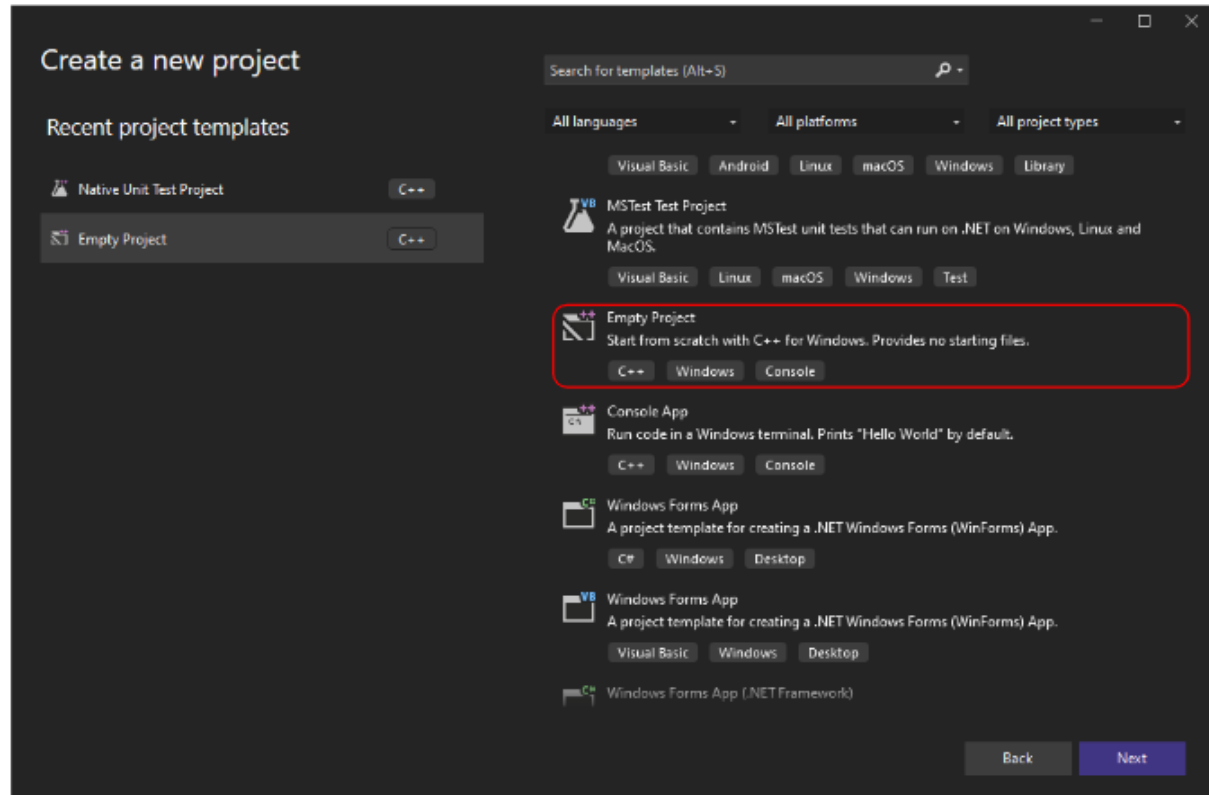 Create a new project
Recent project templates
Native Unit Test Project C++
Empty Project C++
Search for templates (Alt+S)
All languages All platforms All project types
Visual Basic Android Linux macOS Windows Library
MSTest Test Project
A project that contains MSTest unit tests that can run on .NET on Windows, Linux and
MacOS.
Visual Basic Linux macOS Windows Test
Empty Project
Start from scratch with C++ for Windows. Provides no starting files.
C++ Windows Console
Console App
Run code in a Windows terminal. Prints "Hello World" by default.
C++ Windows Console
Windows Forms App
A project template for creating a .NET Windows Forms (WinForms) App.
C# Windows Desktop
Windows Forms App
A project template for creating a .NET Windows Forms (WinForms) App.
Visual Basic Windows Desktop
Windows Forms App (.NET Framework)
Back Next